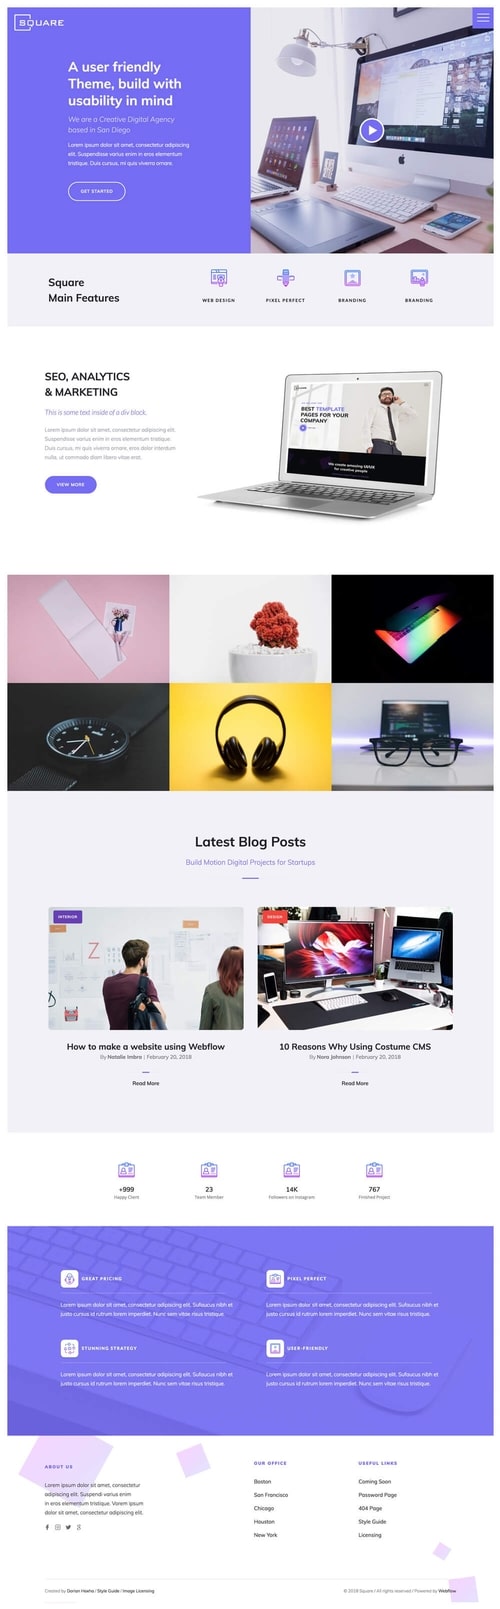 SQUARE
A user friendly
Theme, build with
usability in mind
We are a Creative Digital Agency
based in San Diego
Lorem ipsum dolor sit amet, consectetur adipiscing
elit. Suspendisse varius enim in eros elementum
tristique. Duis cursus, mi quis viverra ornare.
GET STARTED
Square
Main Features
WEB DESIGN
PIXEL PERFECT
BRANDING
BRANDING
SEO, ANALYTICS
& MARKETING
This is some text inside of a div block.
Lorem ipsum dolor sit amet, consectetur adipiscing elit.
Suspendisse varius enim in eros elementum tristique.
Duis cursus, mi quis viverra ornare, eros dolor interdum
nulla, ut commodo diam libero vitae erat.
VIEW MORE
BEST TEMPLATE
PAGES FOR YOUR
COMPANY
We create amazing UI/UX
for creative people
Latest Blog Posts
Build Motion Digital Projects for Startups
INTERIOR
DESIGN
How to make a website using Webflow
By Natalie Imbra | February 20, 2018
Read More
10 Reasons Why Using Costume CMS
By Nora Johnson | February 20, 2018
Read More
+999
Happy Client
23
Team Member
14K
Followers on Instagram
767
Finished Project
GREAT PRICING
Lorem ipsum dolor sit amet, consectetur adipiscing elit. Sufaucus nibh et
justo cursus id rutrum lorem imperdiet. Nunc sem vitae risus tristique.
PIXEL PERFECT
Lorem ipsum dolor sit amet, consectetur adipiscing elit. Sufaucus nibh et
justo cursus id rutrum lorem imperdiet. Nunc sem vitae risus tristique.
STUNNING STRATEGY
Lorem ipsum dolor sit amet, consectetur adipiscing elit. Sufaucus nibh et
justo cursus id rutrum lorem imperdiet. Nunc sem vitae risus tristique.
USER-FRIENDLY
Lorem ipsum dolor sit amet, consectetur adipiscing elit. Sufaucus nibh et
justo cursus id rutrum lorem imperdiet. Nunc sem vitae risus tristique.
ABOUT US
Lorem ipsum dolor sit amet, consectetur
adipiscing elit. Suspendi varius
in eros elementum tristique. Vorem ipsum
dolor sit amet, consectetur adipiscing elit.
OUR OFFICE
Boston
San Francisco
Chicago
Houston
New York
USEFUL LINKS
Coming Soon
Password Page
404 Page
Style Guide
Licensing
Created by Dorian Hoxha / Style Guide / Image Licensing
© 2018 Square / All rights reserved / Powered by Webflow